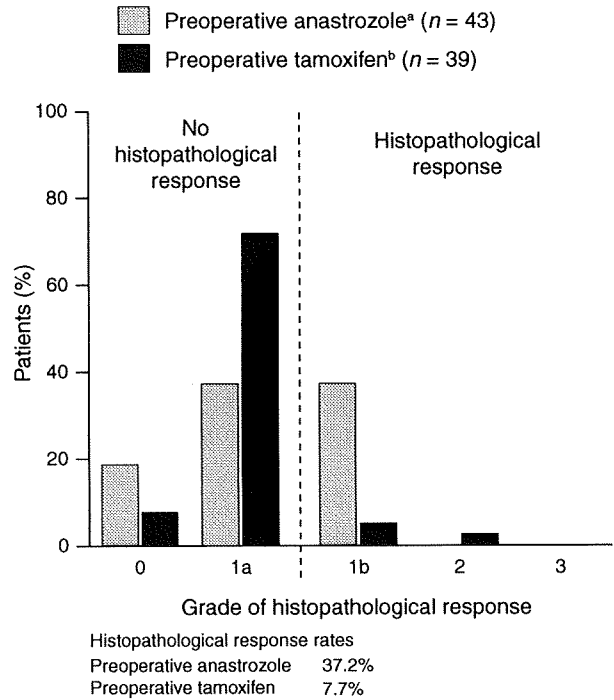 Preoperative anastrozoleᵃ (n = 43)
Preoperative tamoxifenᵇ (n = 39)
100
80
60
40
20
0
Patients (%)
No
histopathological
response
Histopathological
response
0 1a 1b 2 3
Grade of histopathological response
Histopathological response rates
Preoperative anastrozole 37.2%
Preoperative tamoxifen 7.7%